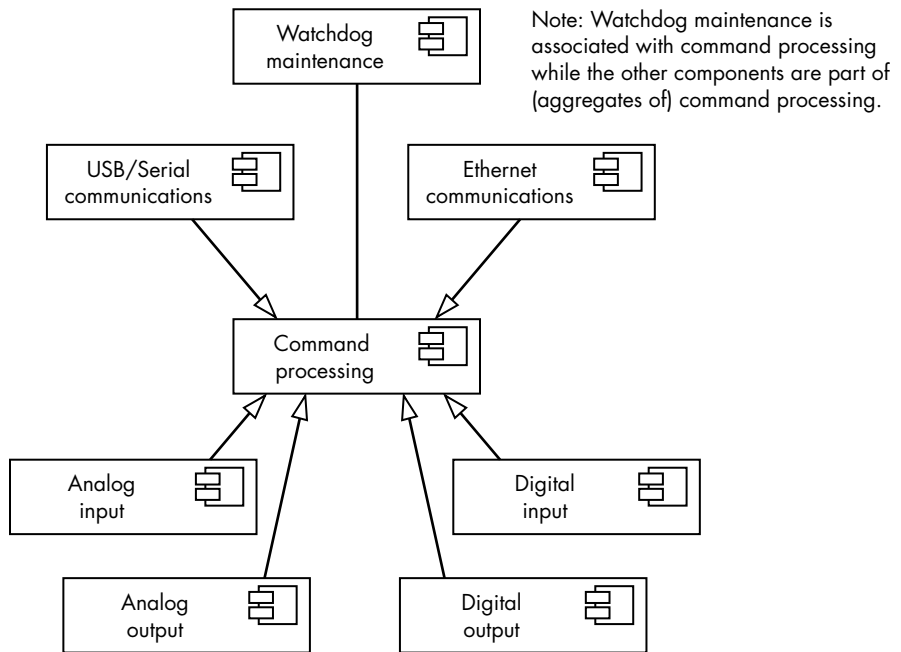 Watchdog
maintenance
Note: Watchdog maintenance is
associated with command processing
while the other components are part of
(aggregates of) command processing.
USB/Serial
communications
Ethernet
communications
Command
processing
Analog
input
Digital
input
Analog
output
Digital
output